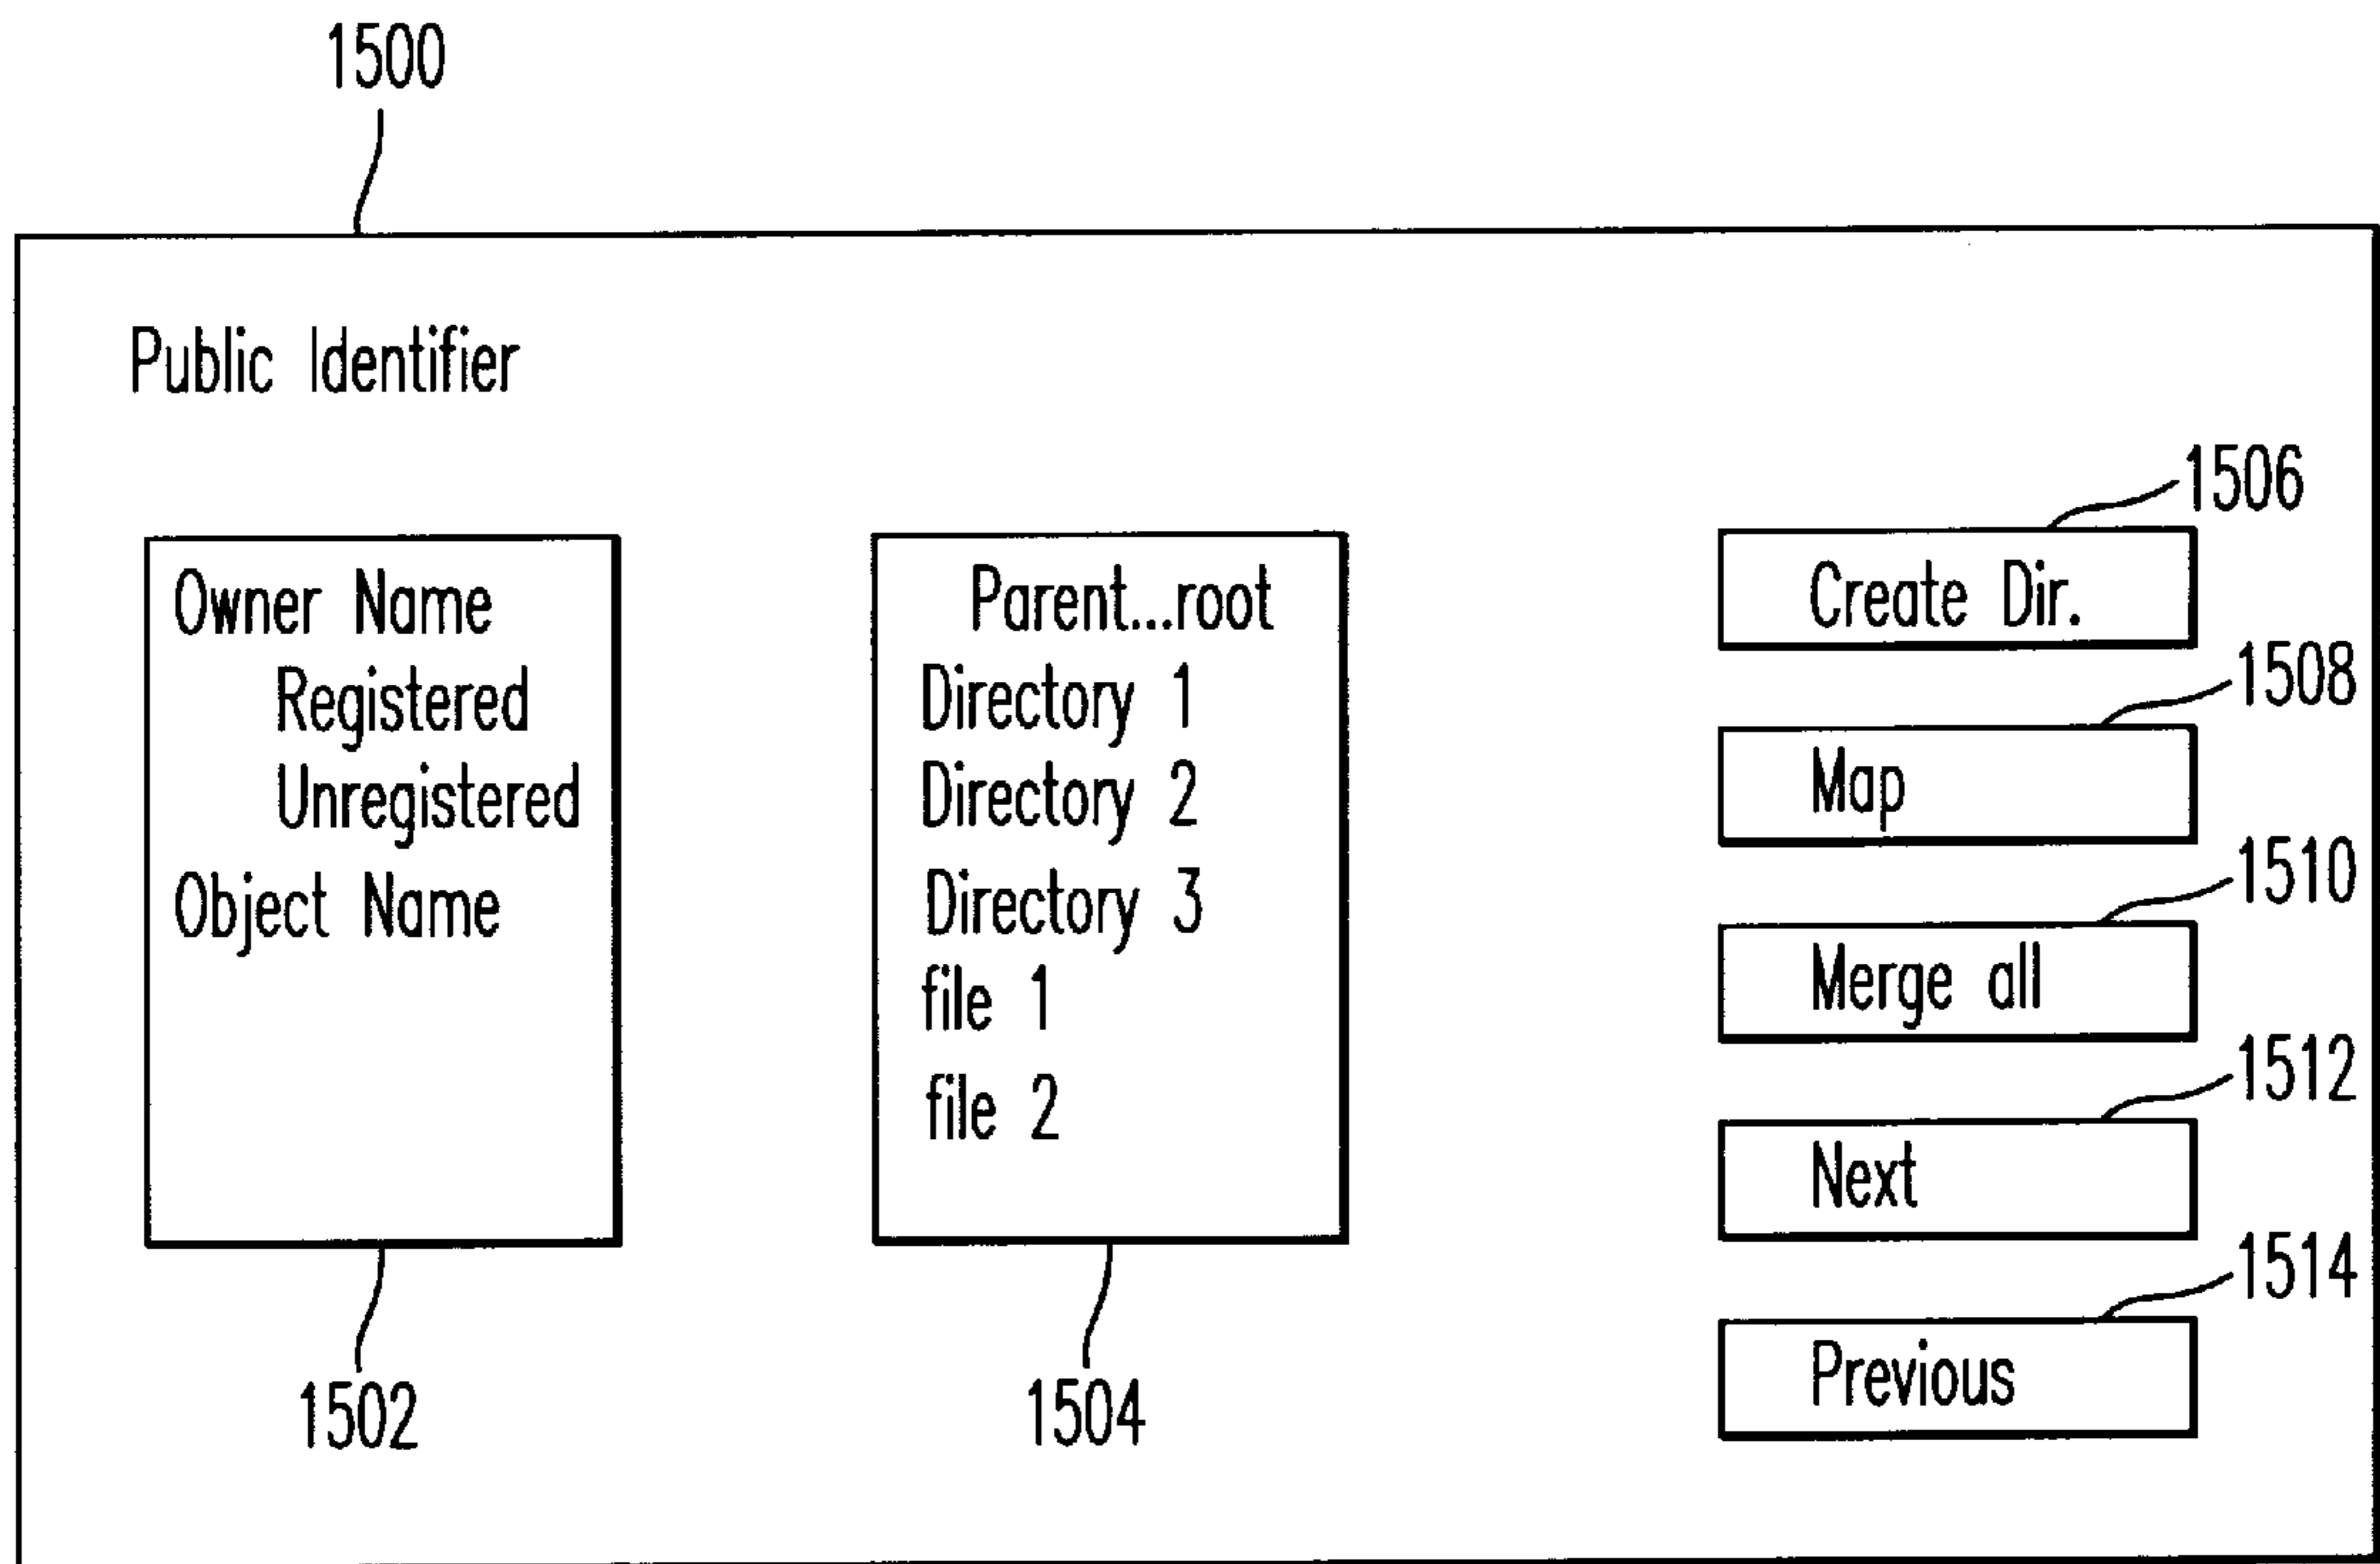 1500
Public Identifier
Owner Name
Registered
Unregistered
Object Name
1502
Parent...root
Directory 1
Directory 2
Directory 3
file 1
file 2
1504
1506
Create Dir.
1508
Map
1510
Merge all
1512
Next
1514
Previous